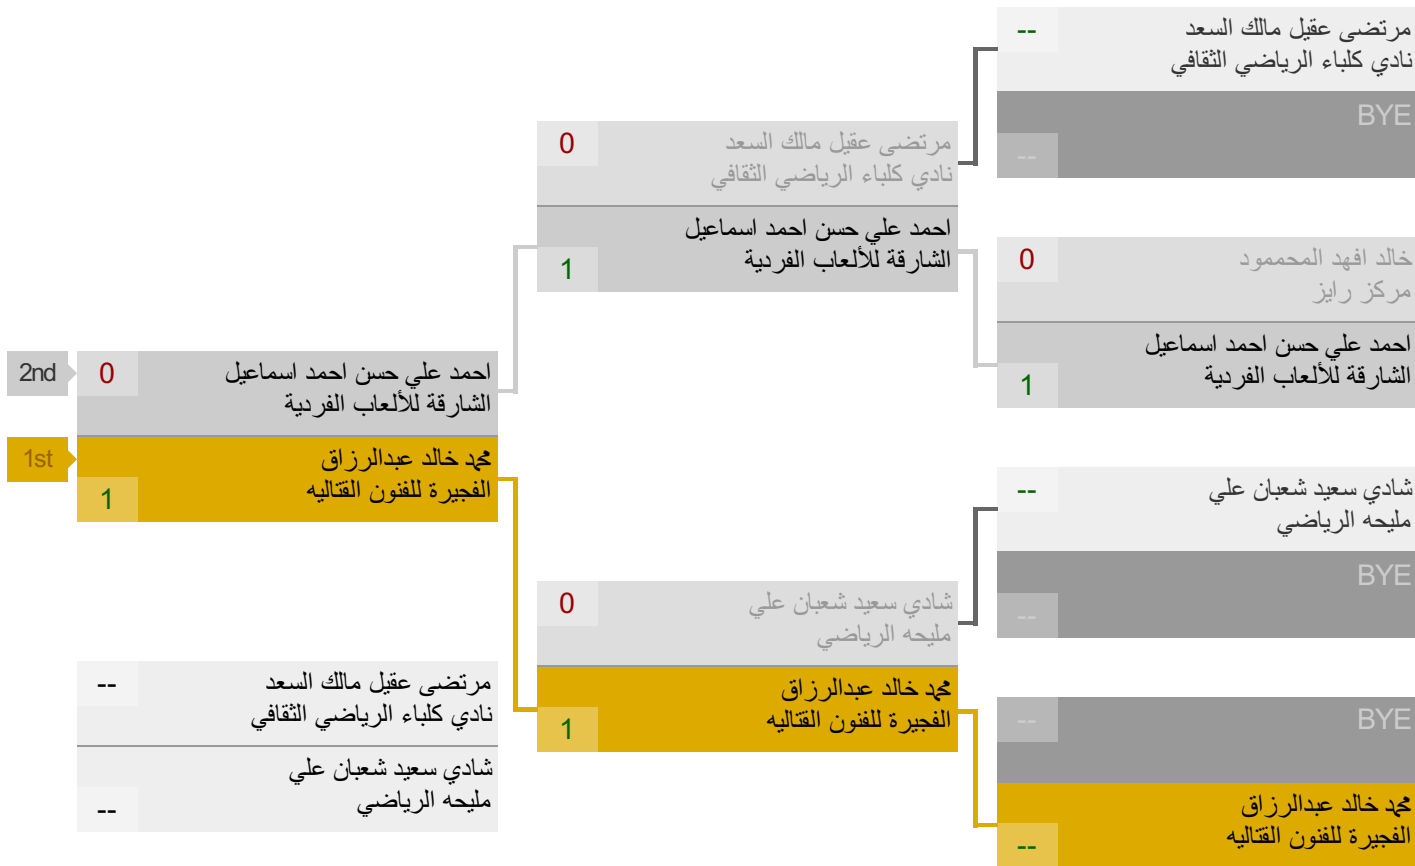 --
مرتضى عقيل مالك السعد
نادي كلباء الرياضي الثقافي
BYE
--
0
خالد افهد المحممود
مركز رايز
احمد علي حسن احمد اسماعيل
الشارقة للألعاب الفردية
1
--
شادي سعيد شعبان علي
مليحه الرياضي
BYE
--
--
BYE
محمد خالد عبدالرزاق
الفجيرة للفنون القتاليه
--
0
مرتضى عقيل مالك السعد
نادي كلباء الرياضي الثقافي
احمد علي حسن احمد اسماعيل
الشارقة للألعاب الفردية
1
0
شادي سعيد شعبان علي
مليحه الرياضي
محمد خالد عبدالرزاق
الفجيرة للفنون القتاليه
1
2nd
0
احمد علي حسن احمد اسماعيل
الشارقة للألعاب الفردية
1st
محمد خالد عبدالرزاق
الفجيرة للفنون القتاليه
1
--
مرتضى عقيل مالك السعد
نادي كلباء الرياضي الثقافي
شادي سعيد شعبان علي
مليحه الرياضي
--